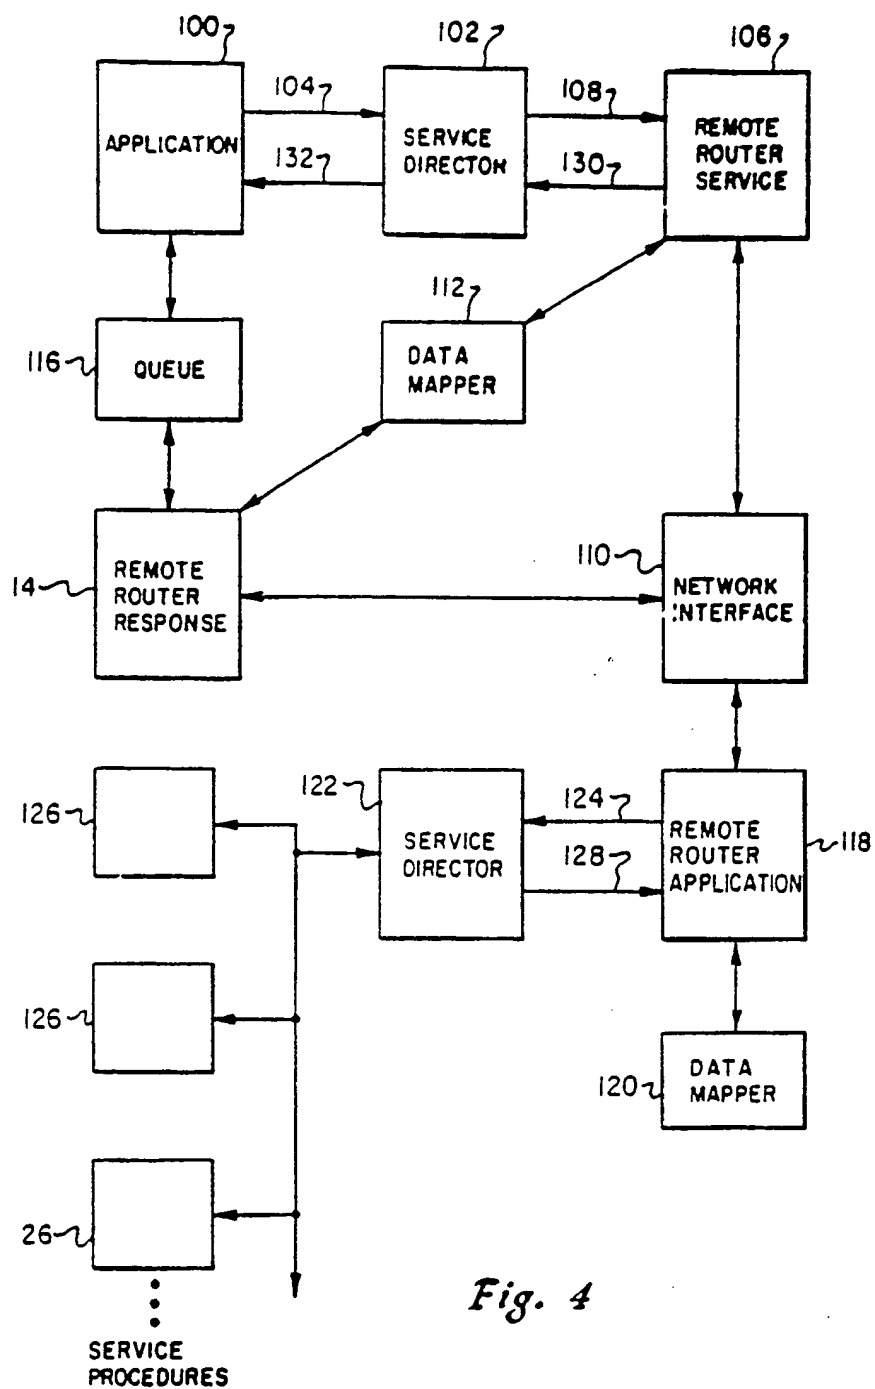 100
102
106
APPLICATION
104
132
SERVICE
DIRECTOR
108
130
REMOTE
ROUTER
SERVICE
112
116
QUEUE
DATA
MAPPER
14
REMOTE
ROUTER
RESPONSE
110
NETWORK
INTERFACE
126
122
SERVICE
DIRECTOR
124
128
REMOTE
ROUTER
APPLICATION
118
126
120
DATA
MAPPER
26
SERVICE
PROCEDURES
Fig. 4